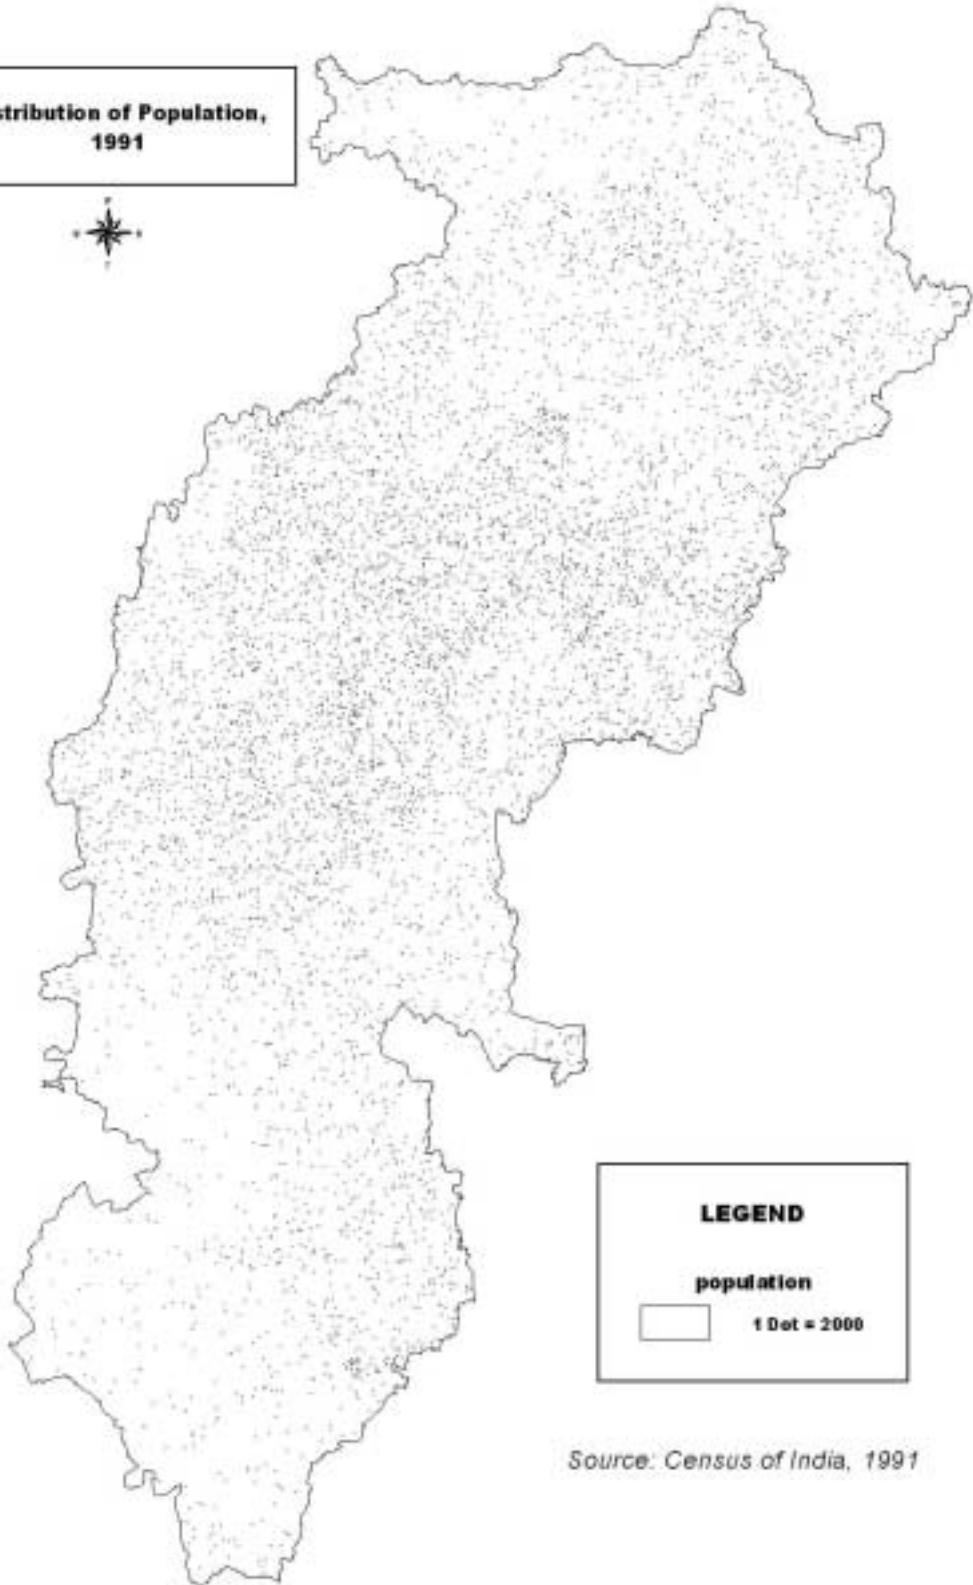 stribution of Population,
1991
LEGEND
population
1 Dot = 2000
Source: Census of India, 1991